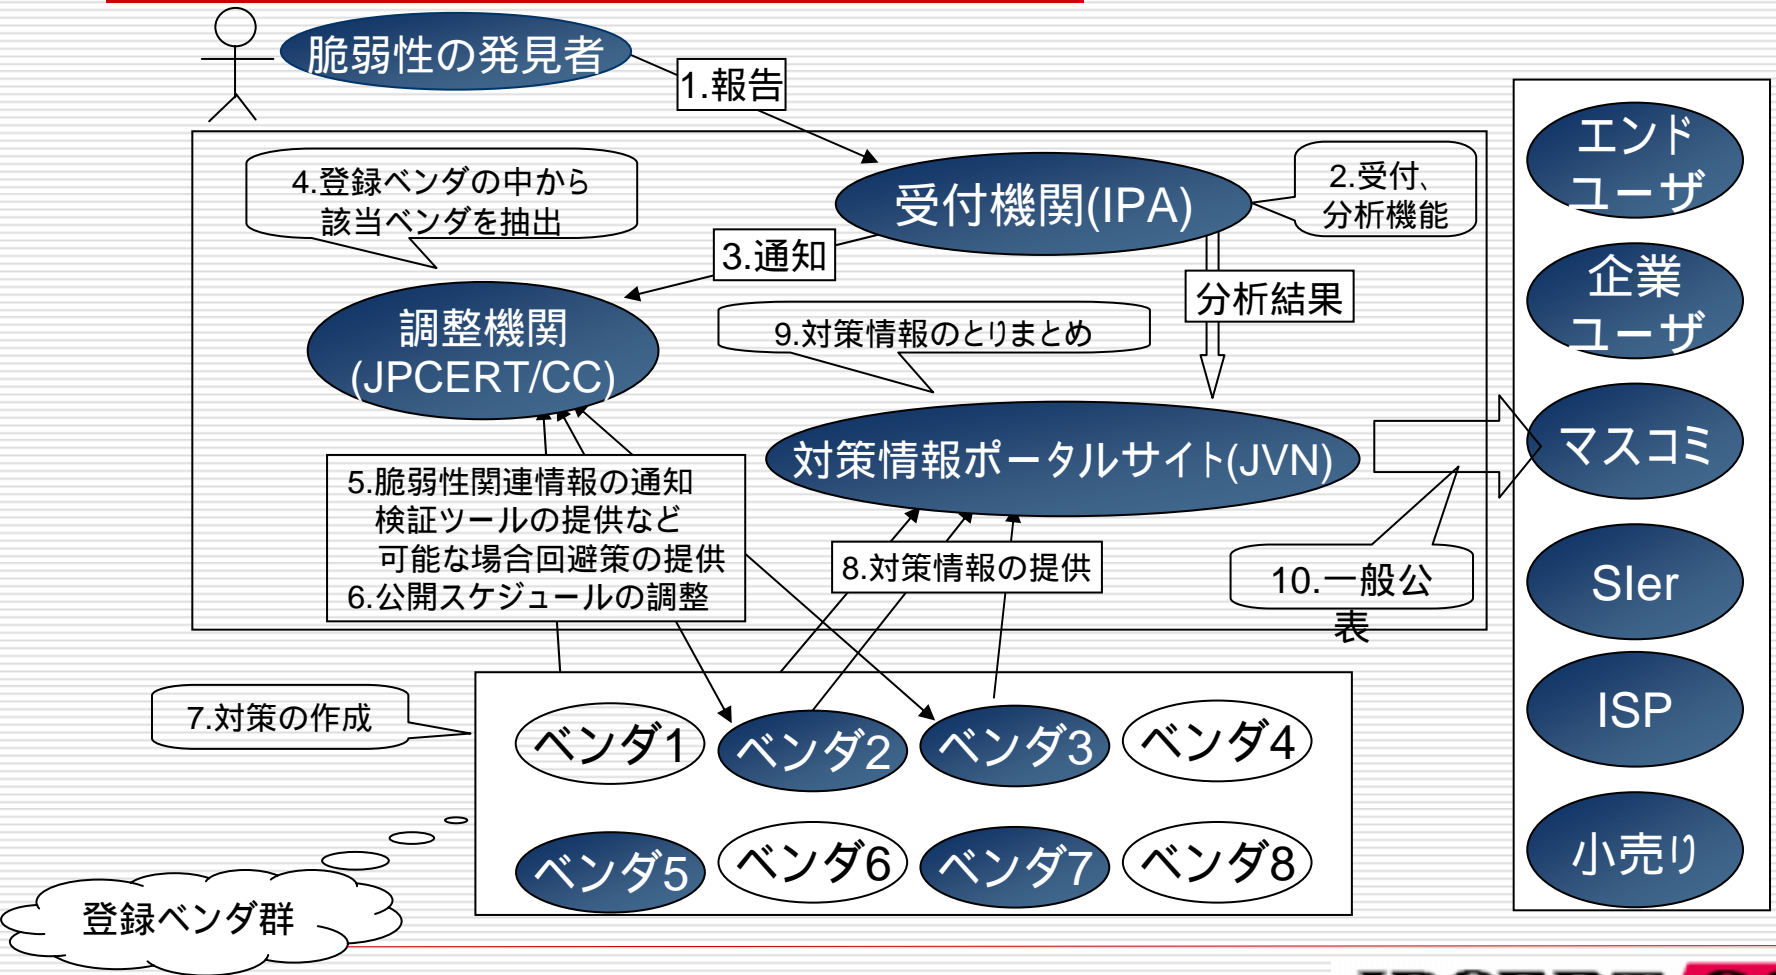 脆弱性の発見者
1.報告
4.登録ベンダの中から
該当ベンダを抽出
受付機関(IPA)
2.受付、
分析機能
3.通知
分析結果
調整機関
(JPCERT/CC)
9.対策情報のとりまとめ
対策情報ポータルサイト(JVN)
5.脆弱性関連情報の通知
検証ツールの提供など
可能な場合回避策の提供
6.公開スケジュールの調整
8.対策情報の提供
10.一般公
表
7.対策の作成
ベンダ1
ベンダ2
ベンダ3
ベンダ4
ベンダ5
ベンダ6
ベンダ7
ベンダ8
登録ベンダ群
エンド
ユーザ
企業
ユーザ
マスコミ
SIer
ISP
小売り